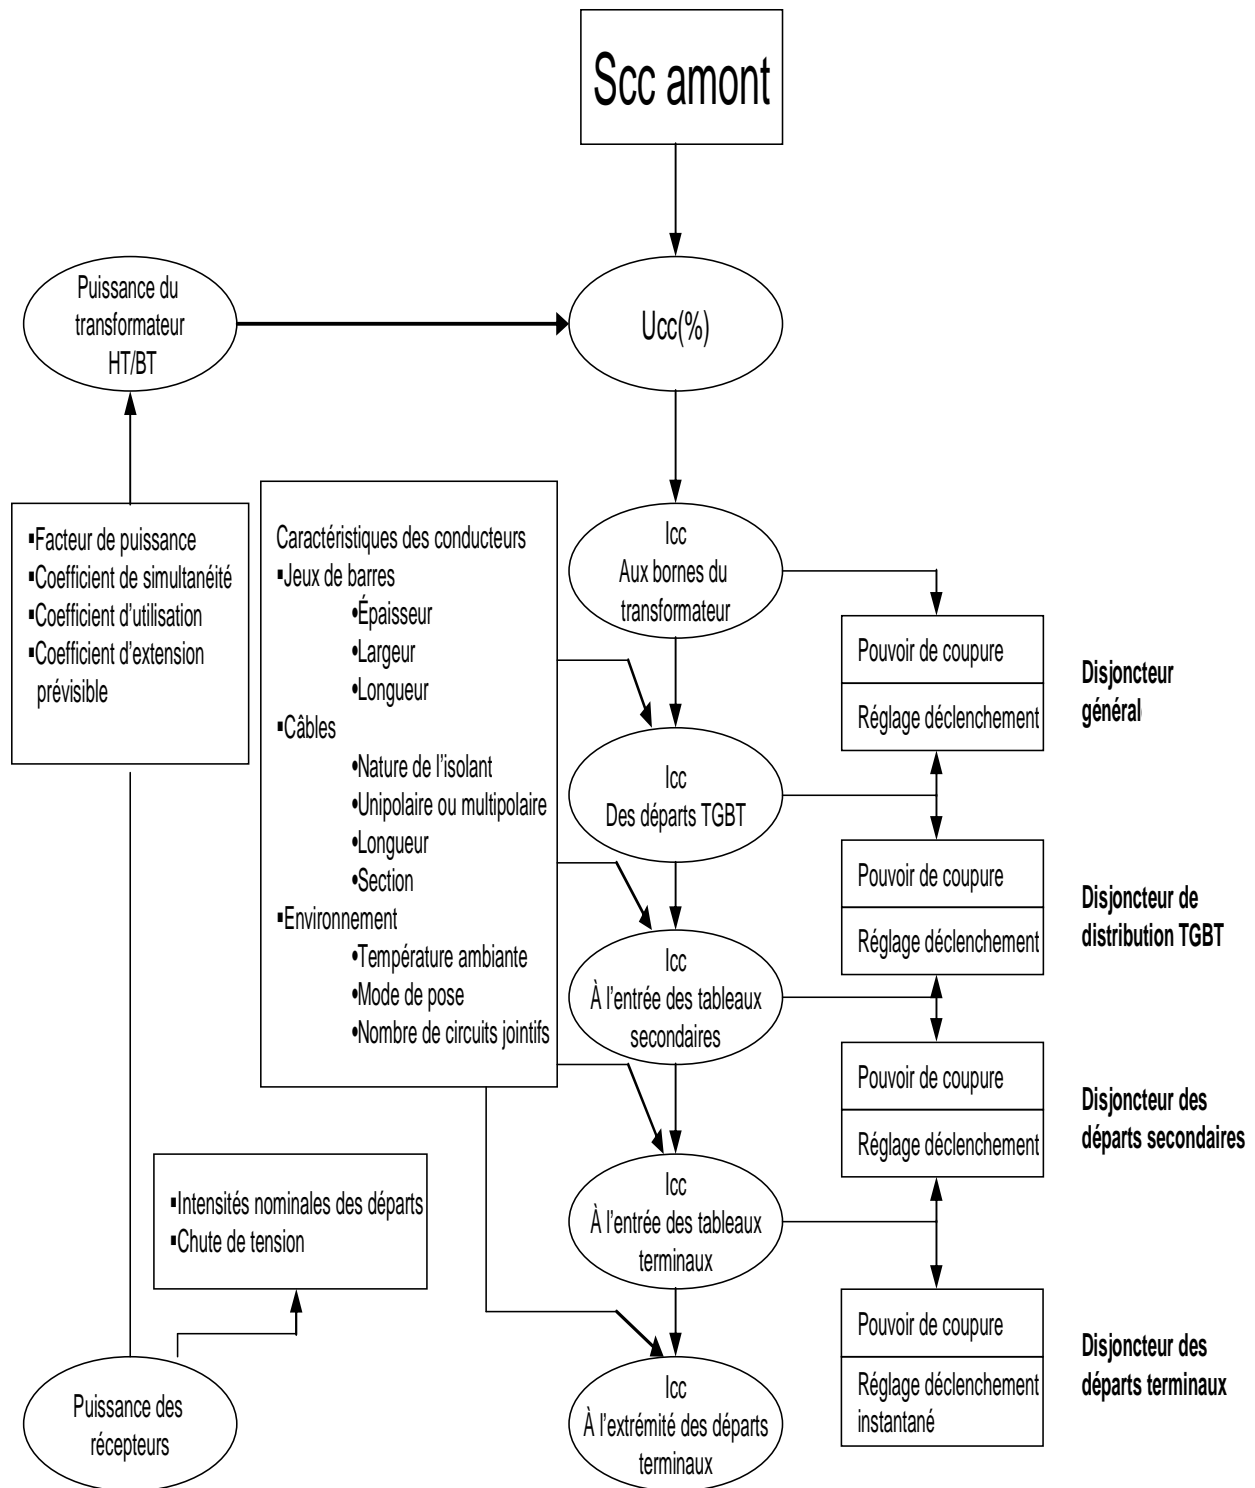 Scc amont
Puissance du
transformateur
HT/BT
Ucc(%)
▪Facteur de puissance
▪Coefficient de simultanéité
▪Coefficient d'utilisation
▪Coefficient d'extension
prévisible
Caractéristiques des conducteurs
▪Jeux de barres
•Épaisseur
•Largeur
•Longueur
▪Câbles
•Nature de l'isolant
•Unipolaire ou multipolaire
•Longueur
•Section
▪Environnement
•Température ambiante
•Mode de pose
•Nombre de circuits jointifs
Icc
Aux bornes du
transformateur
Pouvoir de coupure
Réglage déclenchement
Disjoncteur
général
Icc
Des départs TGBT
Pouvoir de coupure
Réglage déclenchement
Disjoncteur de
distribution TGBT
Icc
À l'entrée des tableaux
secondaires
Pouvoir de coupure
Réglage déclenchement
Disjoncteur des
départs secondaires
▪Intensités nominales des départs
▪Chute de tension
Icc
À l'entrée des tableaux
terminaux
Pouvoir de coupure
Réglage déclenchement
instantané
Disjoncteur des
départs terminaux
Puissance des
récepteurs
Icc
À l'extrémité des départs
terminaux